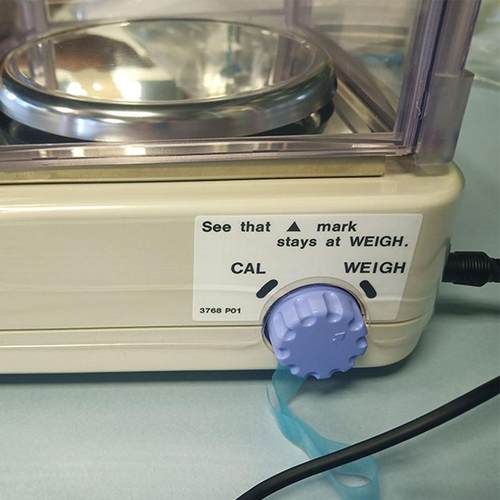 See that ▲ mark
stays at WEIGH.
CAL WEIGH
3768 P01